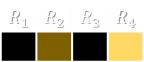 R₁ R₂ R₃ R₄